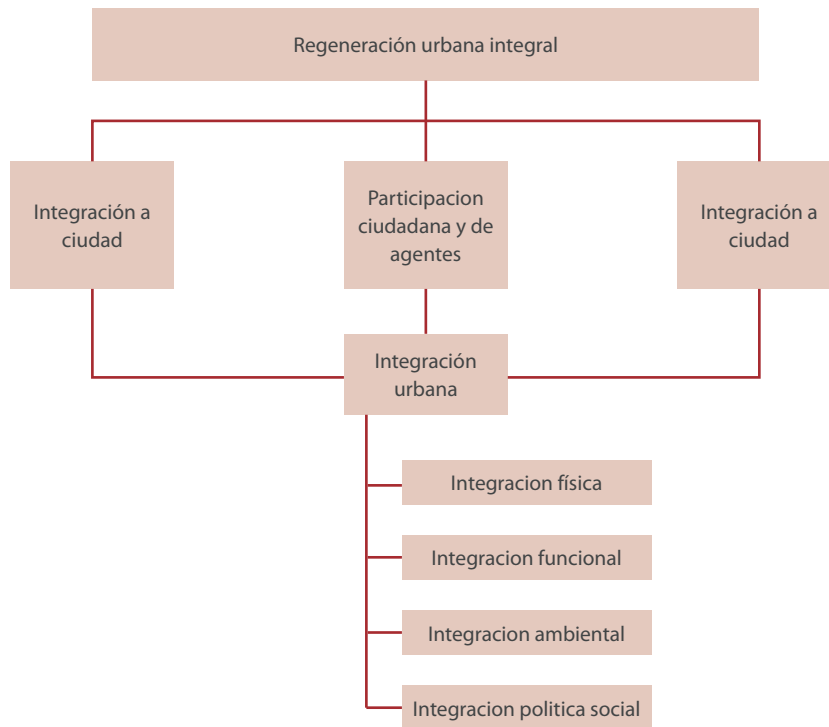 Regeneración urbana integral
Integración a
ciudad
Participacion
ciudadana y de
agentes
Integración a
ciudad
Integración
urbana
Integracion física
Integracion funcional
Integracion ambiental
Integracion politica social